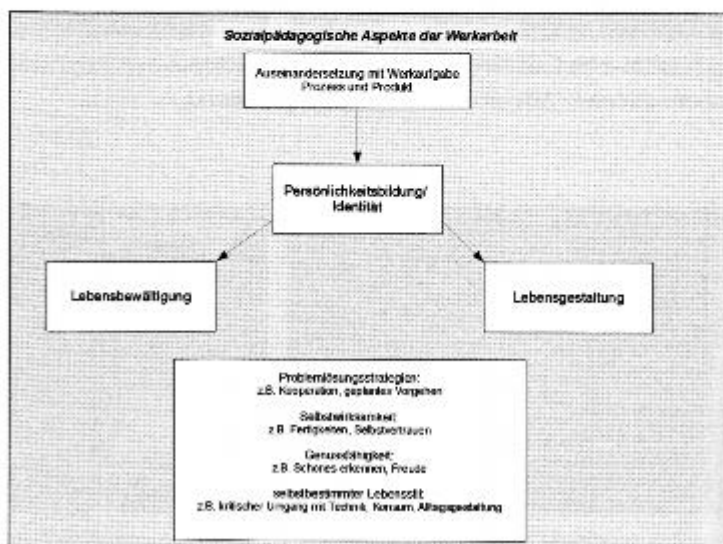 Sozialpädagogische Aspekte der Werkarbeit
Auseinandersetzung mit Werkaufgabe
Prozess und Produkt
Persönlichkeitsbildung/
Identität
Lebensbewältigung
Lebensgestaltung
Problemlösungsstrategien:
z.B. Kooperation, geplantes Vorgehen
Selbstwirksamkeit
z.B. Fertigkeiten, Selbstvertrauen
Genussfähigkeit:
z.B. Schönes erkennen, Freude
selbstbestimmter Lebensstil:
z.B. kritischer Umgang mit Technik, Konsum, Alltagsgestaltung